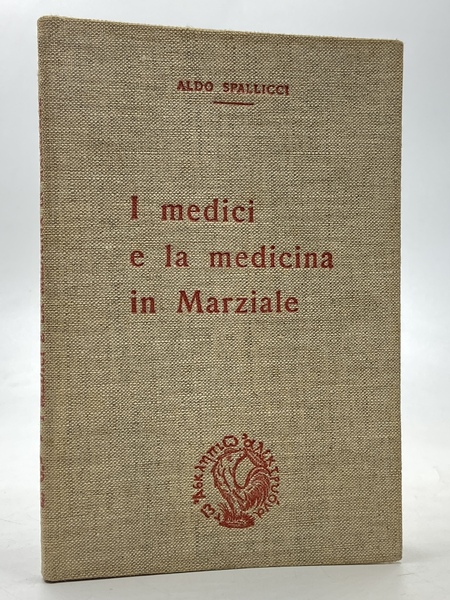 ALDO SPALLICCI
I medici
e la medicina
in Marziale